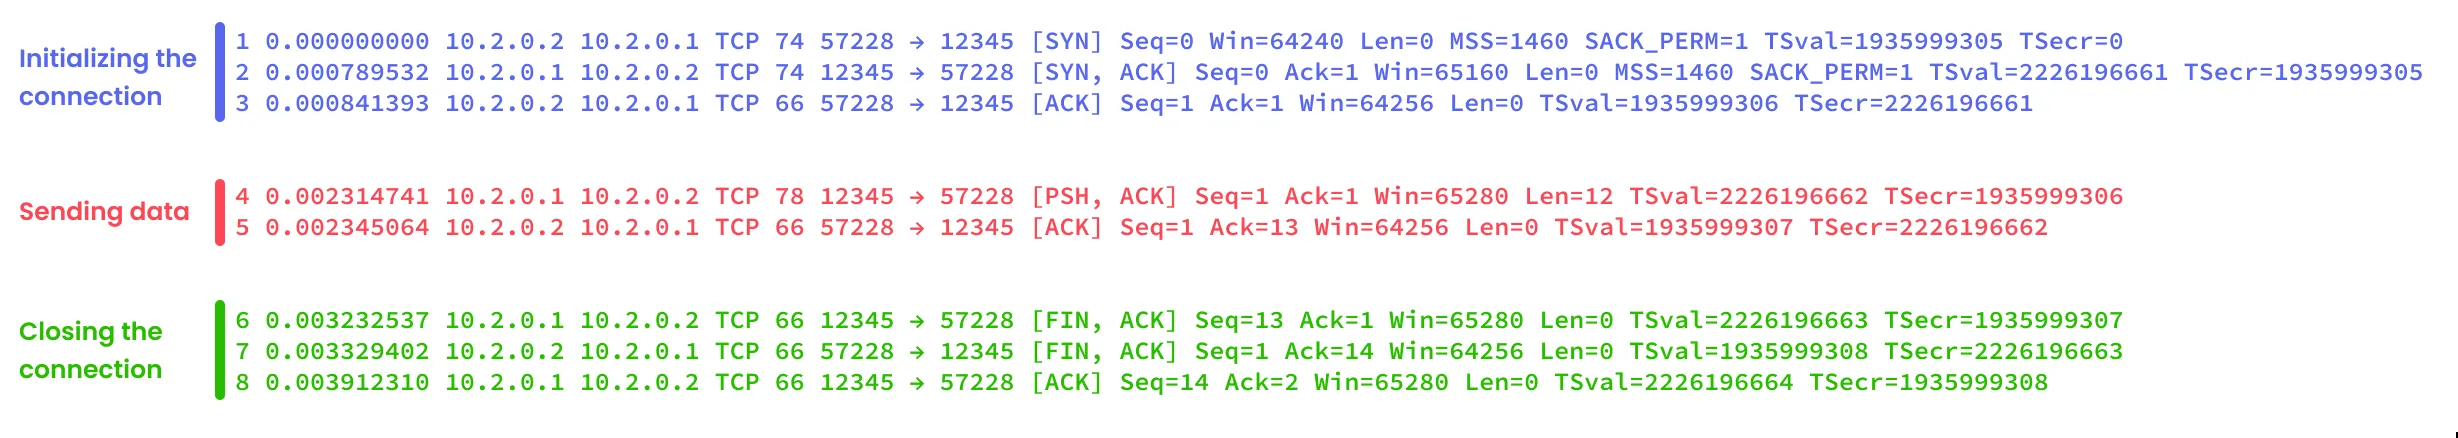 Initializing the
connection
1 0.000000000 10.2.0.2 10.2.0.1 TCP 74 57228 → 12345 [SYN] Seq=0 Win=64240 Len=0 MSS=1460 SACK_PERM=1 TSval=1935999305 TSecr=0
2 0.000789532 10.2.0.1 10.2.0.2 TCP 74 12345 → 57228 [SYN, ACK] Seq=0 Ack=1 Win=65160 Len=0 MSS=1460 SACK_PERM=1 TSval=2226196661 TSecr=1935999305
3 0.000841393 10.2.0.2 10.2.0.1 TCP 66 57228 → 12345 [ACK] Seq=1 Ack=1 Win=64256 Len=0 TSval=1935999306 TSecr=2226196661
Sending data
4 0.002314741 10.2.0.1 10.2.0.2 TCP 78 12345 → 57228 [PSH, ACK] Seq=1 Ack=1 Win=65280 Len=12 TSval=2226196662 TSecr=1935999306
5 0.002345064 10.2.0.2 10.2.0.1 TCP 66 57228 → 12345 [ACK] Seq=1 Ack=13 Win=64256 Len=0 TSval=1935999307 TSecr=2226196662
Closing the
connection
6 0.003232537 10.2.0.1 10.2.0.2 TCP 66 12345 → 57228 [FIN, ACK] Seq=13 Ack=1 Win=65280 Len=0 TSval=2226196663 TSecr=1935999307
7 0.003329402 10.2.0.2 10.2.0.1 TCP 66 57228 → 12345 [FIN, ACK] Seq=1 Ack=14 Win=64256 Len=0 TSval=1935999308 TSecr=2226196663
8 0.003912310 10.2.0.1 10.2.0.2 TCP 66 12345 → 57228 [ACK] Seq=14 Ack=2 Win=65280 Len=0 TSval=2226196664 TSecr=1935999308